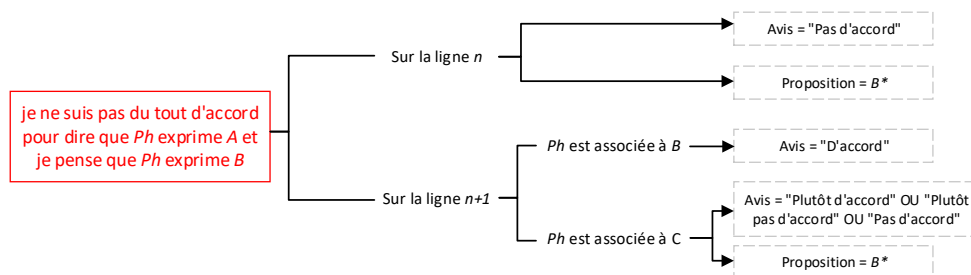 je ne suis pas du tout d'accord
pour dire que Ph exprime A et
je pense que Ph exprime B
Sur la ligne n
Avis = "Pas d'accord"
Proposition = B*
Sur la ligne n+1
Ph est associée à B
Avis = "D'accord"
Ph est associée à C
Avis = "Plutôt d'accord" OU "Plutôt
pas d'accord" OU "Pas d'accord"
Proposition = B*